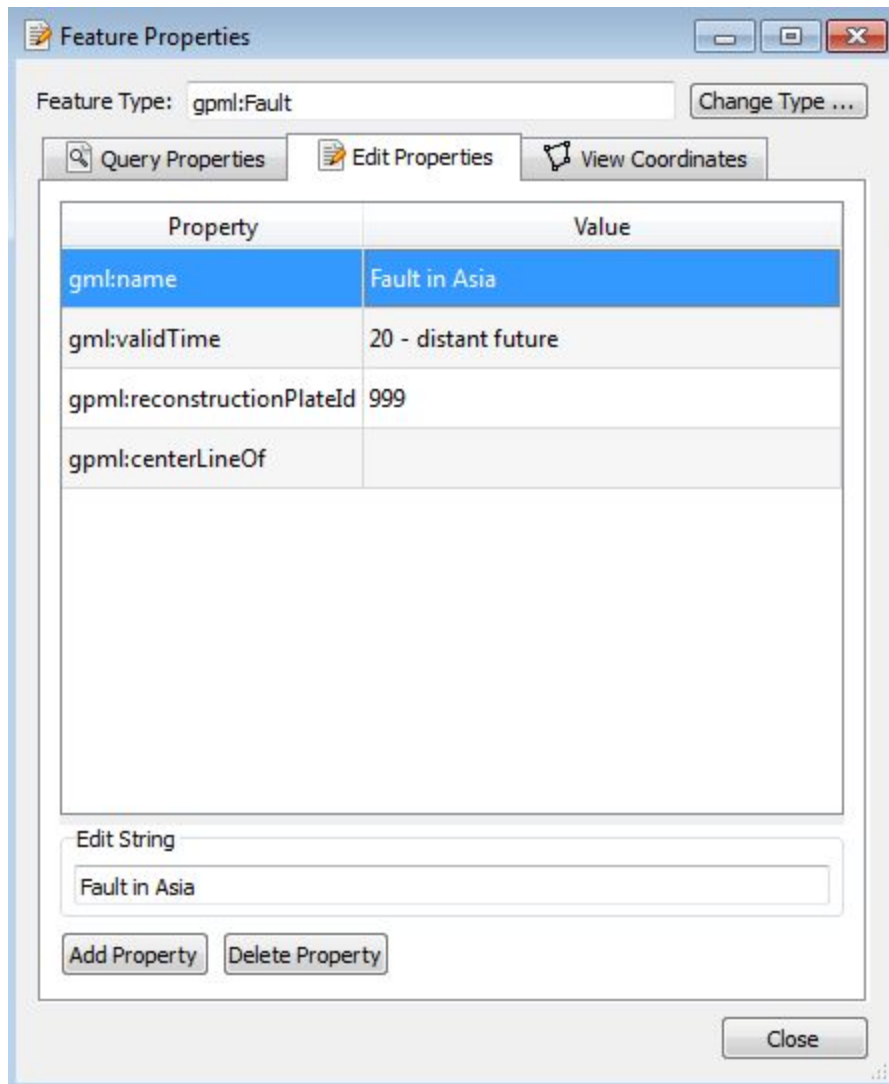 Feature Properties
Feature Type: gpml:Fault Change Type ...
Query Properties Edit Properties View Coordinates
Property Value
gml:name Fault in Asia
gml:validTime 20 - distant future
gpml:reconstructionPlateId 999
gpml:centerLineOf
Edit String
Fault in Asia
Add Property Delete Property
Close